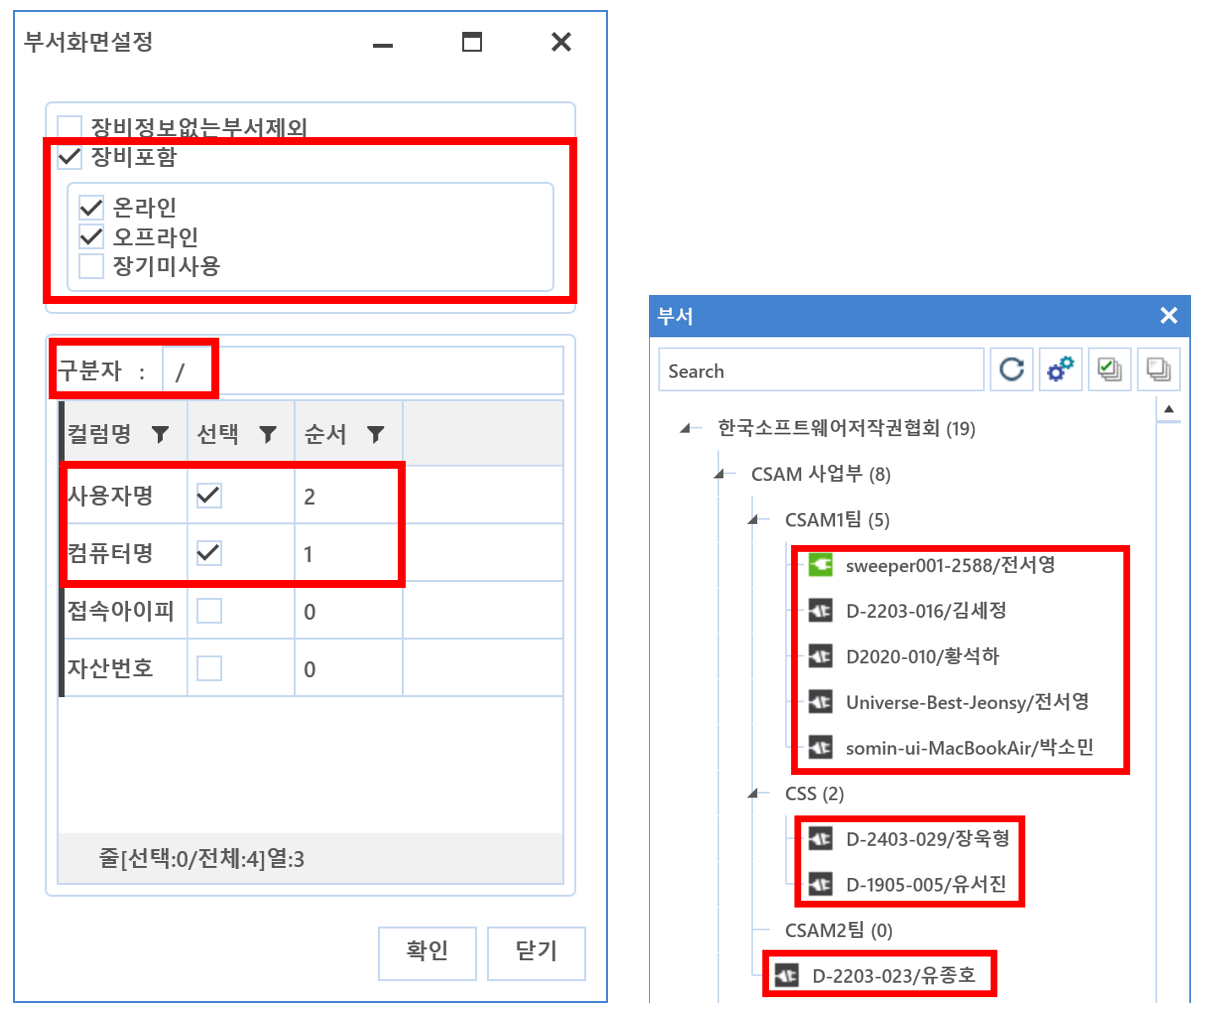 부서화면설정
장비정보없는부서제외
장비포함
온라인
오프라인
장기미사용
구분자 : /
컬럼명 선택 순서
사용자명 2
컴퓨터명 1
접속아이피 0
자산번호 0
줄[선택:0/전체:4]열:3
확인 닫기
부서
Search
한국소프트웨어저작권협회 (19)
CSAM 사업부 (8)
CSAM1팀 (5)
sweeper001-2588/전서영
D-2203-016/김세정
D2020-010/황석하
Universe-Best-Jeonsy/전서영
somin-ui-MacBookAir/박소민
CSS (2)
D-2403-029/장욱형
D-1905-005/유서진
CSAM2팀 (0)
D-2203-023/유종호